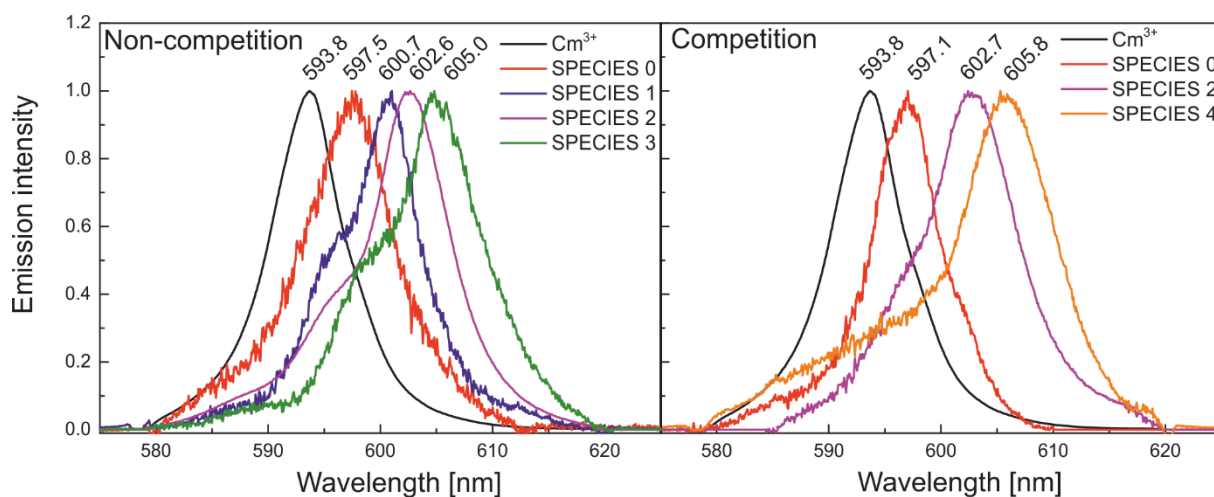 Emission intensity
1.2
1.0
0.8
0.6
0.4
0.2
0.0
Non-competition
593.8
597.5
600.7
602.6
605.0
Cm³⁺
SPECIES 0
SPECIES 1
SPECIES 2
SPECIES 3
580
590
600
610
620
Wavelength [nm]
Competition
593.8
597.1
602.7
605.8
Cm³⁺
SPECIES 0
SPECIES 2
SPECIES 4
580
590
600
610
620
Wavelength [nm]